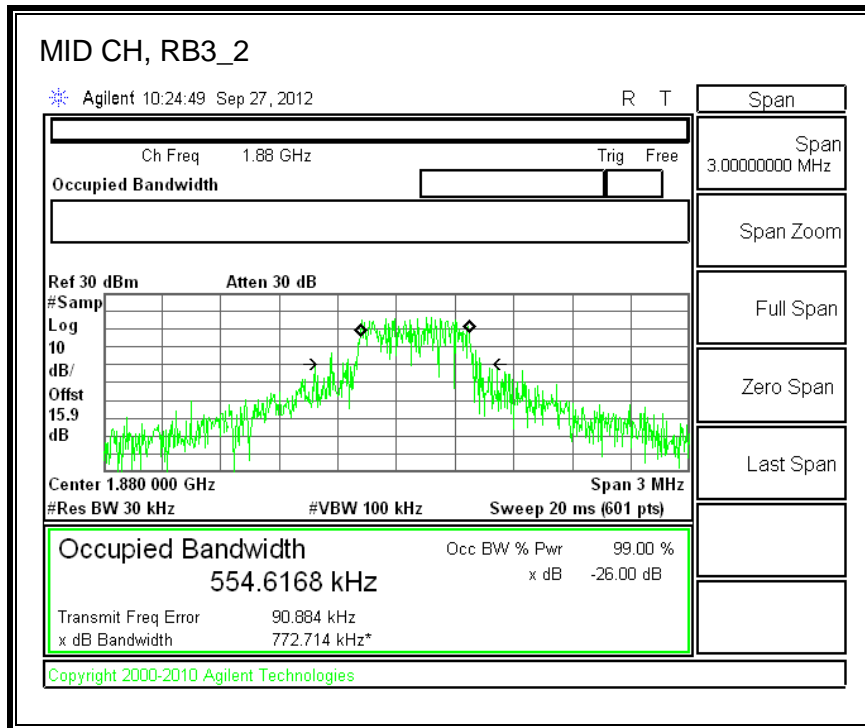 MID CH, RB3_2
Agilent 10:24:49 Sep 27, 2012 R T
Span
Ch Freq 1.88 GHz Trig Free
Occupied Bandwidth
Span
3.00000000 MHz
Span Zoom
Full Span
Zero Span
Last Span
Ref 30 dBm Atten 30 dB
#Samp
Log
10
dB/
Offst
15.9
dB
Center 1.880 000 GHz Span 3 MHz
#Res BW 30 kHz #VBW 100 kHz Sweep 20 ms (601 pts)
Occupied Bandwidth Occ BW % Pwr 99.00 %
554.6168 kHz x dB -26.00 dB
Transmit Freq Error 90.884 kHz
x dB Bandwidth 772.714 kHz*
Copyright 2000-2010 Agilent Technologies